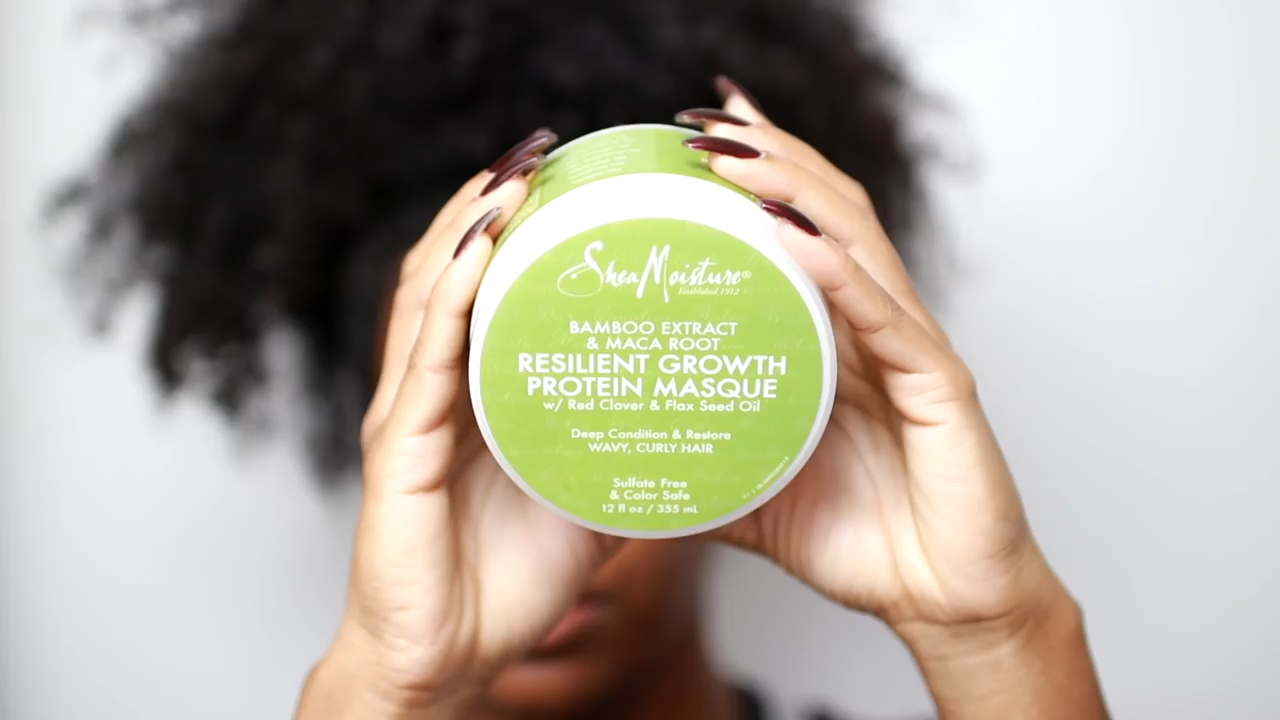 SheaMoisture®
Established 1912
BAMBOO EXTRACT
& MACA ROOT
RESILIENT GROWTH
PROTEIN MASQUE
w/ Red Clover & Flax Seed Oil
Deep Condition & Restore
WAVY, CURLY HAIR
Sulfate Free
& Color Safe
12 fl oz / 355 mL